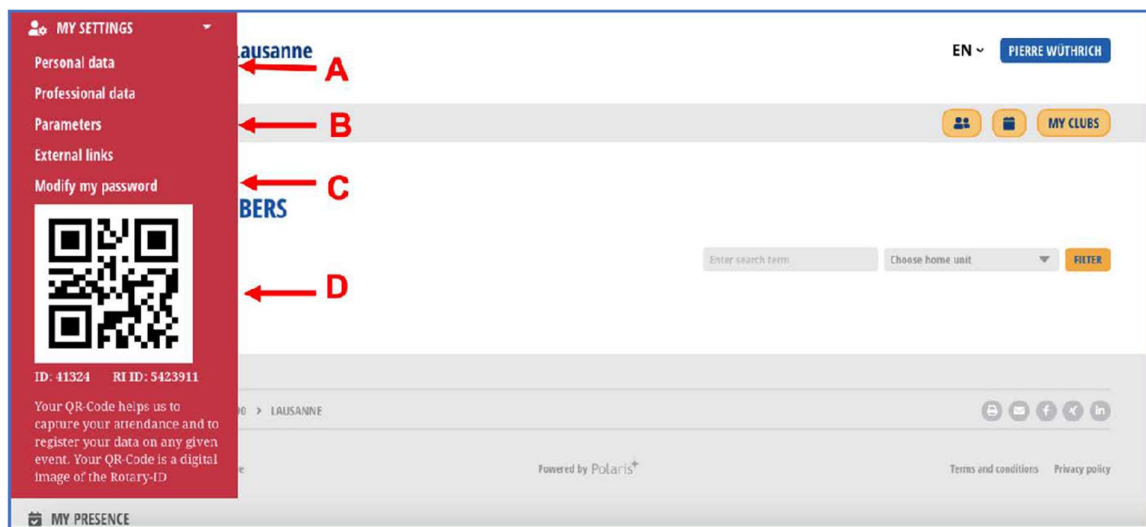 MY SETTINGS
Personal data
Professional data
Parameters
External links
Modify my password
ID: 41324 RI ID: 5423911
Your QR-Code helps us to
capture your attendance and to
register your data on any given
event. Your QR-Code is a digital
image of the Rotary-ID
MY PRESENCE
A
B
C
D
Lausanne
EN
PIERRE WÜTHRICH
MY CLUBS
BERS
Enter search term
Choose home unit
FILTER
> LAUSANNE
Powered by Polaris+
Terms and conditions Privacy policy